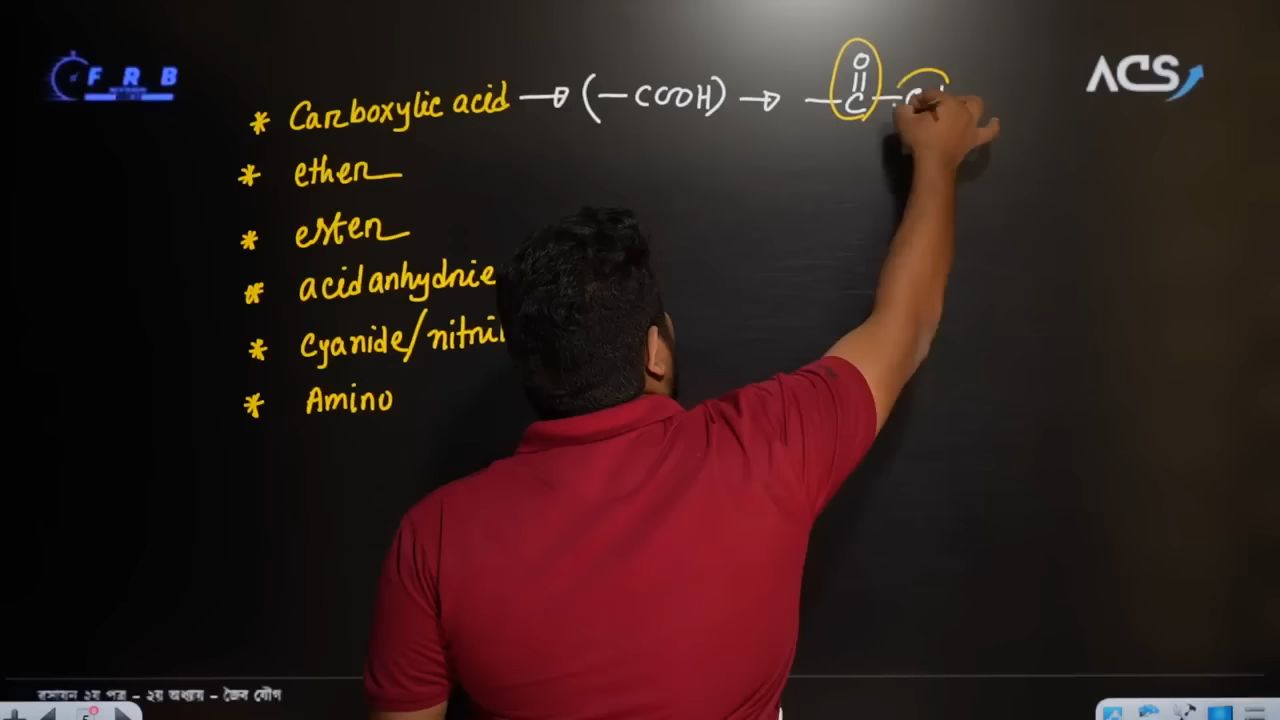 FRB
ACS
* Carboxylic acid → (-COOH) → -C(=O)-
* ether
* ester
* acid anhydrie
* Cyanide/nitri
* Amino
রসায়ন ২য় পত্র - ২য় অধ্যায় - জৈব যৌগ